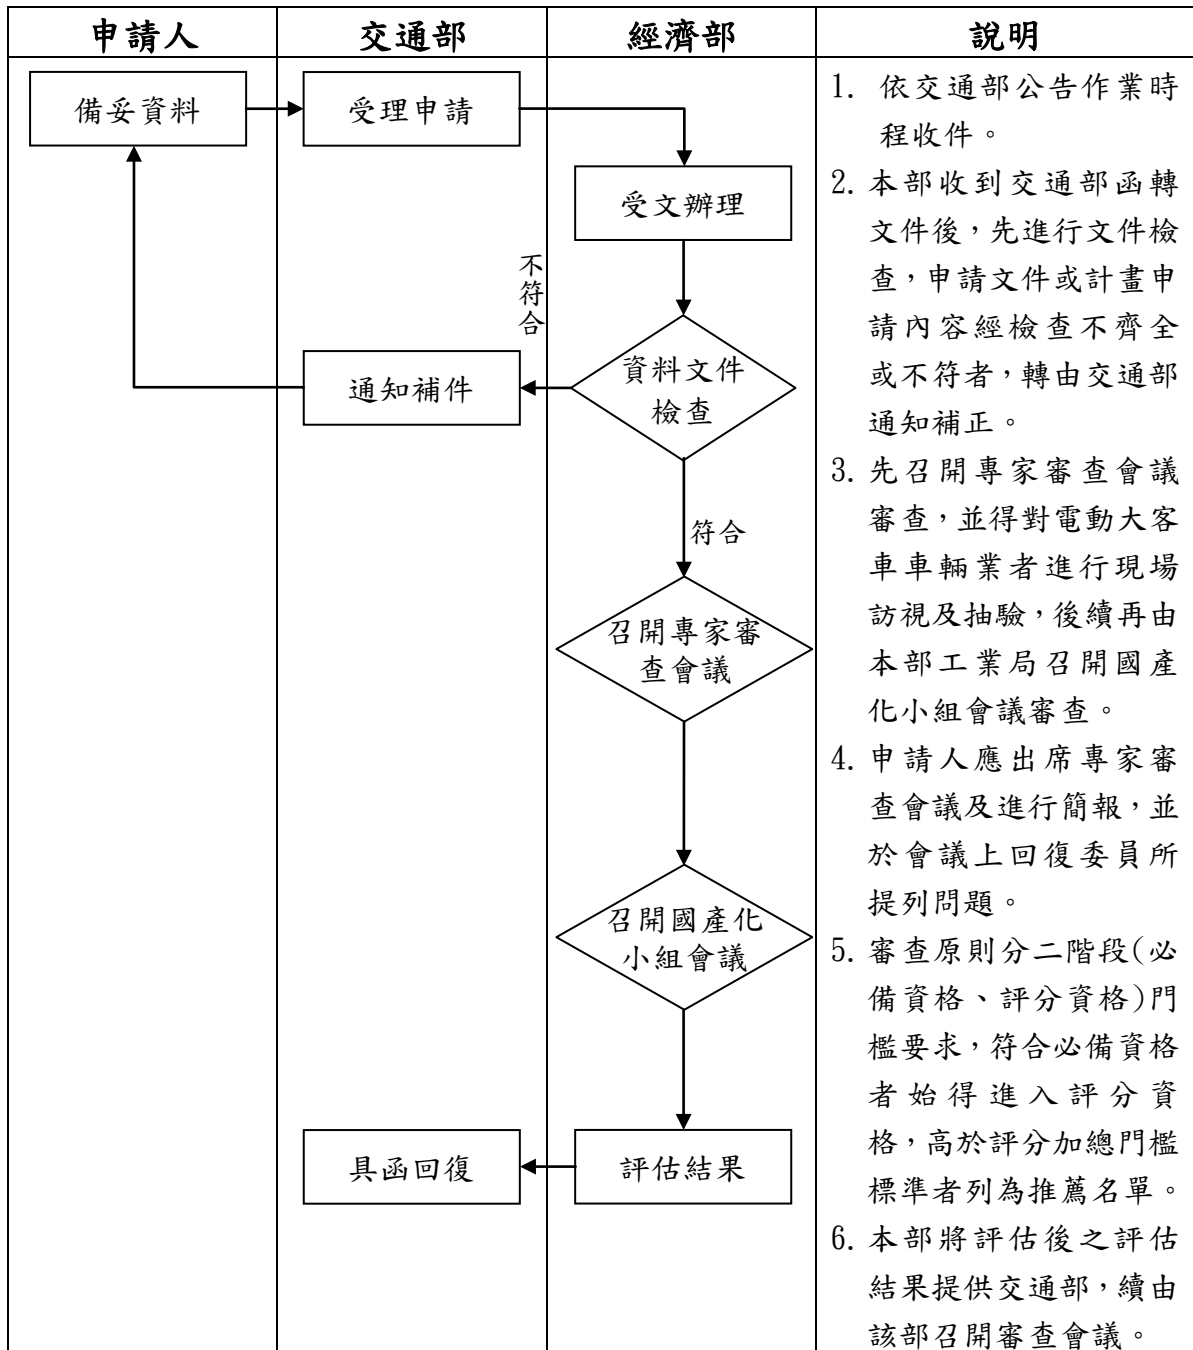 申請人
交通部
經濟部
說明
備妥資料
受理申請
受文辦理
不
符
合
通知補件
資料文件
檢查
符合
召開專家審
查會議
召開國產化
小組會議
具函回復
評估結果
1. 依交通部公告作業時
程收件。
2. 本部收到交通部函轉
文件後，先進行文件檢
查，申請文件或計畫申
請內容經檢查不齊全
或不符者，轉由交通部
通知補正。
3. 先召開專家審查會議
審查，並得對電動大客
車車輛業者進行現場
訪視及抽驗，後續再由
本部工業局召開國產
化小組會議審查。
4. 申請人應出席專家審
查會議及進行簡報，並
於會議上回復委員所
提列問題。
5. 審查原則分二階段(必
備資格、評分資格)門
檻要求，符合必備資格
者始得進入評分資
格，高於評分加總門檻
標準者列為推薦名單。
6. 本部將評估後之評估
結果提供交通部，續由
該部召開審查會議。